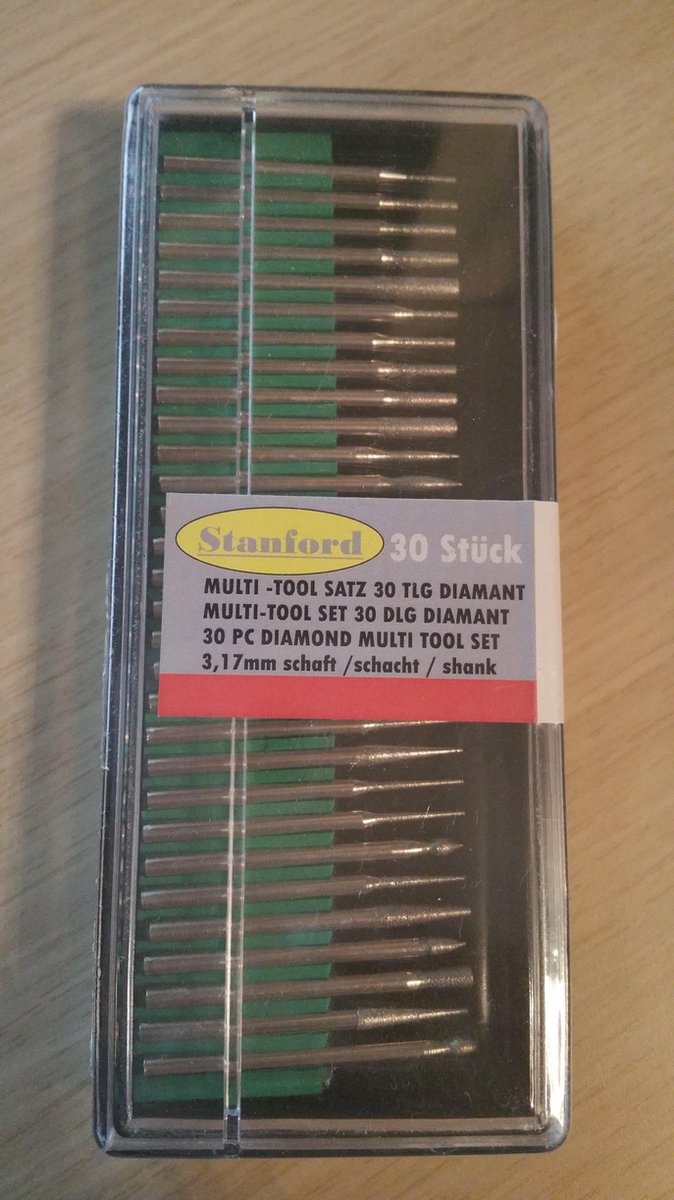 Stanford 30 Stück
MULTI -TOOL SATZ 30 TLG DIAMANT
MULTI-TOOL SET 30 DLG DIAMANT
30 PC DIAMOND MULTI TOOL SET
3,17mm schaft /schacht / shank